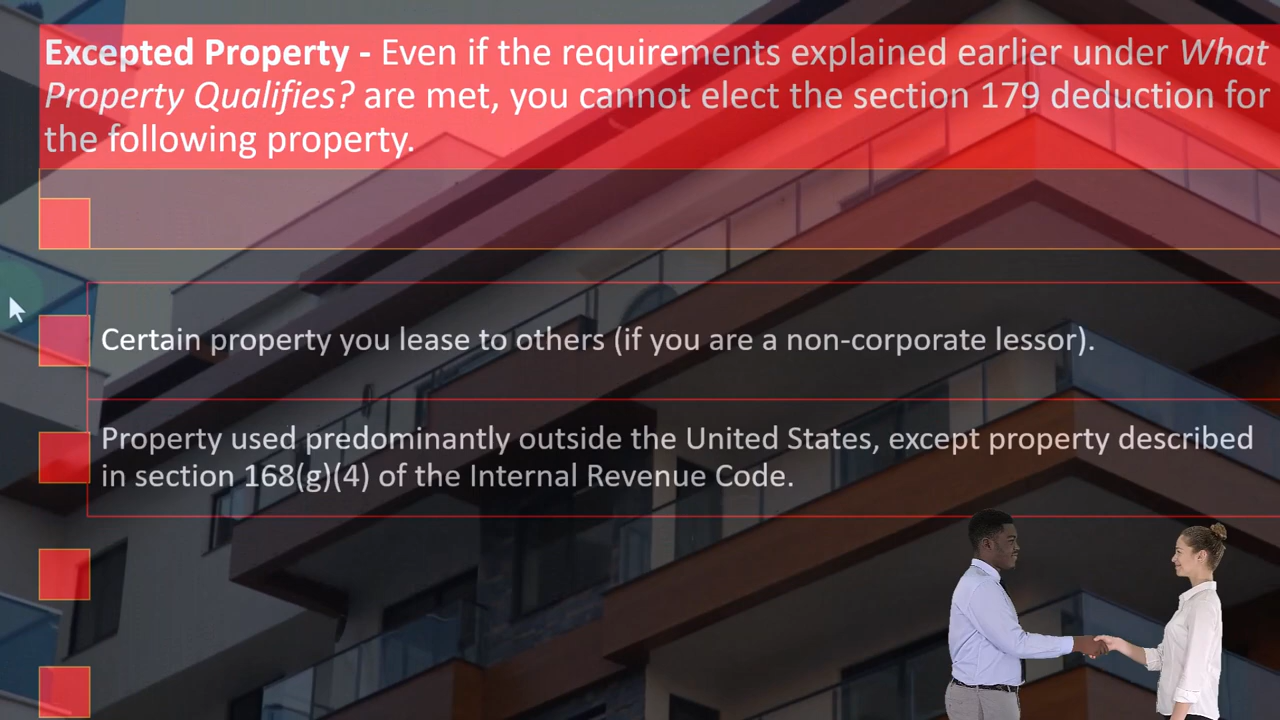 Excepted Property - Even if the requirements explained earlier under What
Property Qualifies? are met, you cannot elect the section 179 deduction for
the following property.
Certain property you lease to others (if you are a non-corporate lessor).
Property used predominantly outside the United States, except property described
in section 168(g)(4) of the Internal Revenue Code.